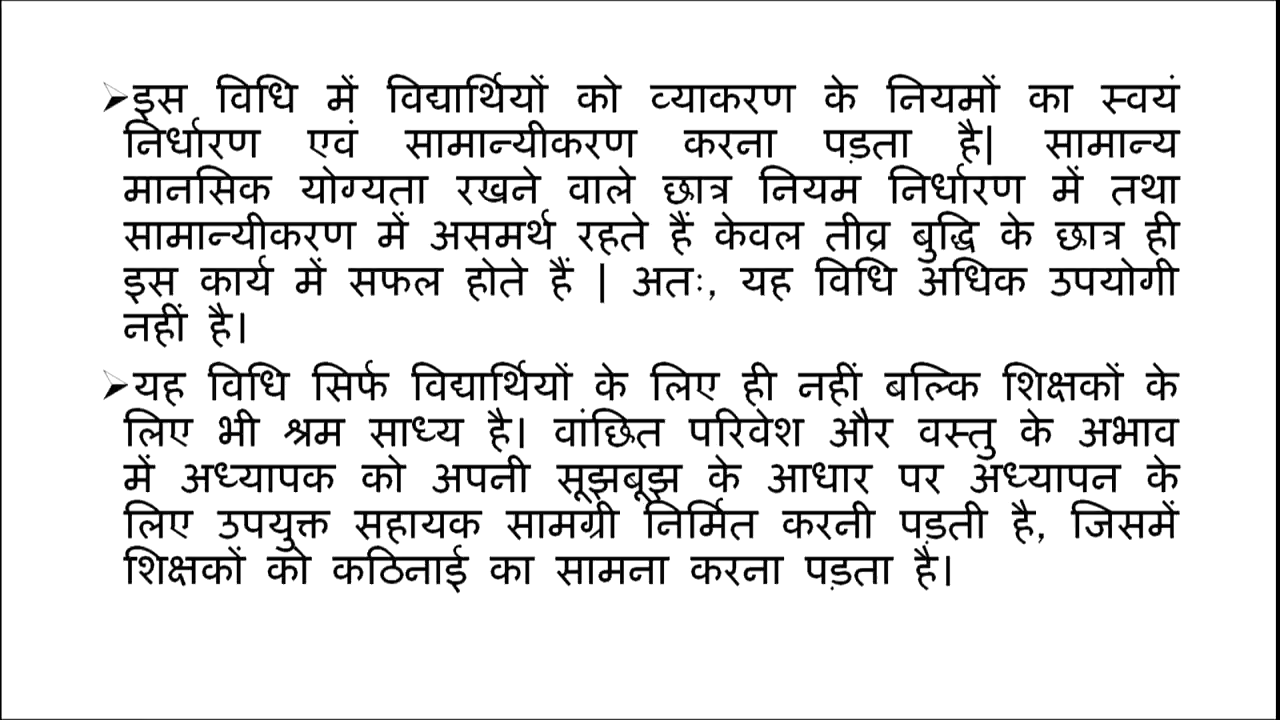 ➢इस विधि में विद्यार्थियों को व्याकरण के नियमों का स्वयं
निर्धारण एवं सामान्यीकरण करना पड़ता है| सामान्य
मानसिक योग्यता रखने वाले छात्र नियम निर्धारण में तथा
सामान्यीकरण में असमर्थ रहते हैं केवल तीव्र बुद्धि के छात्र ही
इस कार्य में सफल होते हैं | अतः, यह विधि अधिक उपयोगी
नहीं है।
➢यह विधि सिर्फ विद्यार्थियों के लिए ही नहीं बल्कि शिक्षकों के
लिए भी श्रम साध्य है। वांछित परिवेश और वस्तु के अभाव
में अध्यापक को अपनी सूझबूझ के आधार पर अध्यापन के
लिए उपयुक्त सहायक सामग्री निर्मित करनी पड़ती है, जिसमें
शिक्षकों को कठिनाई का सामना करना पड़ता है।